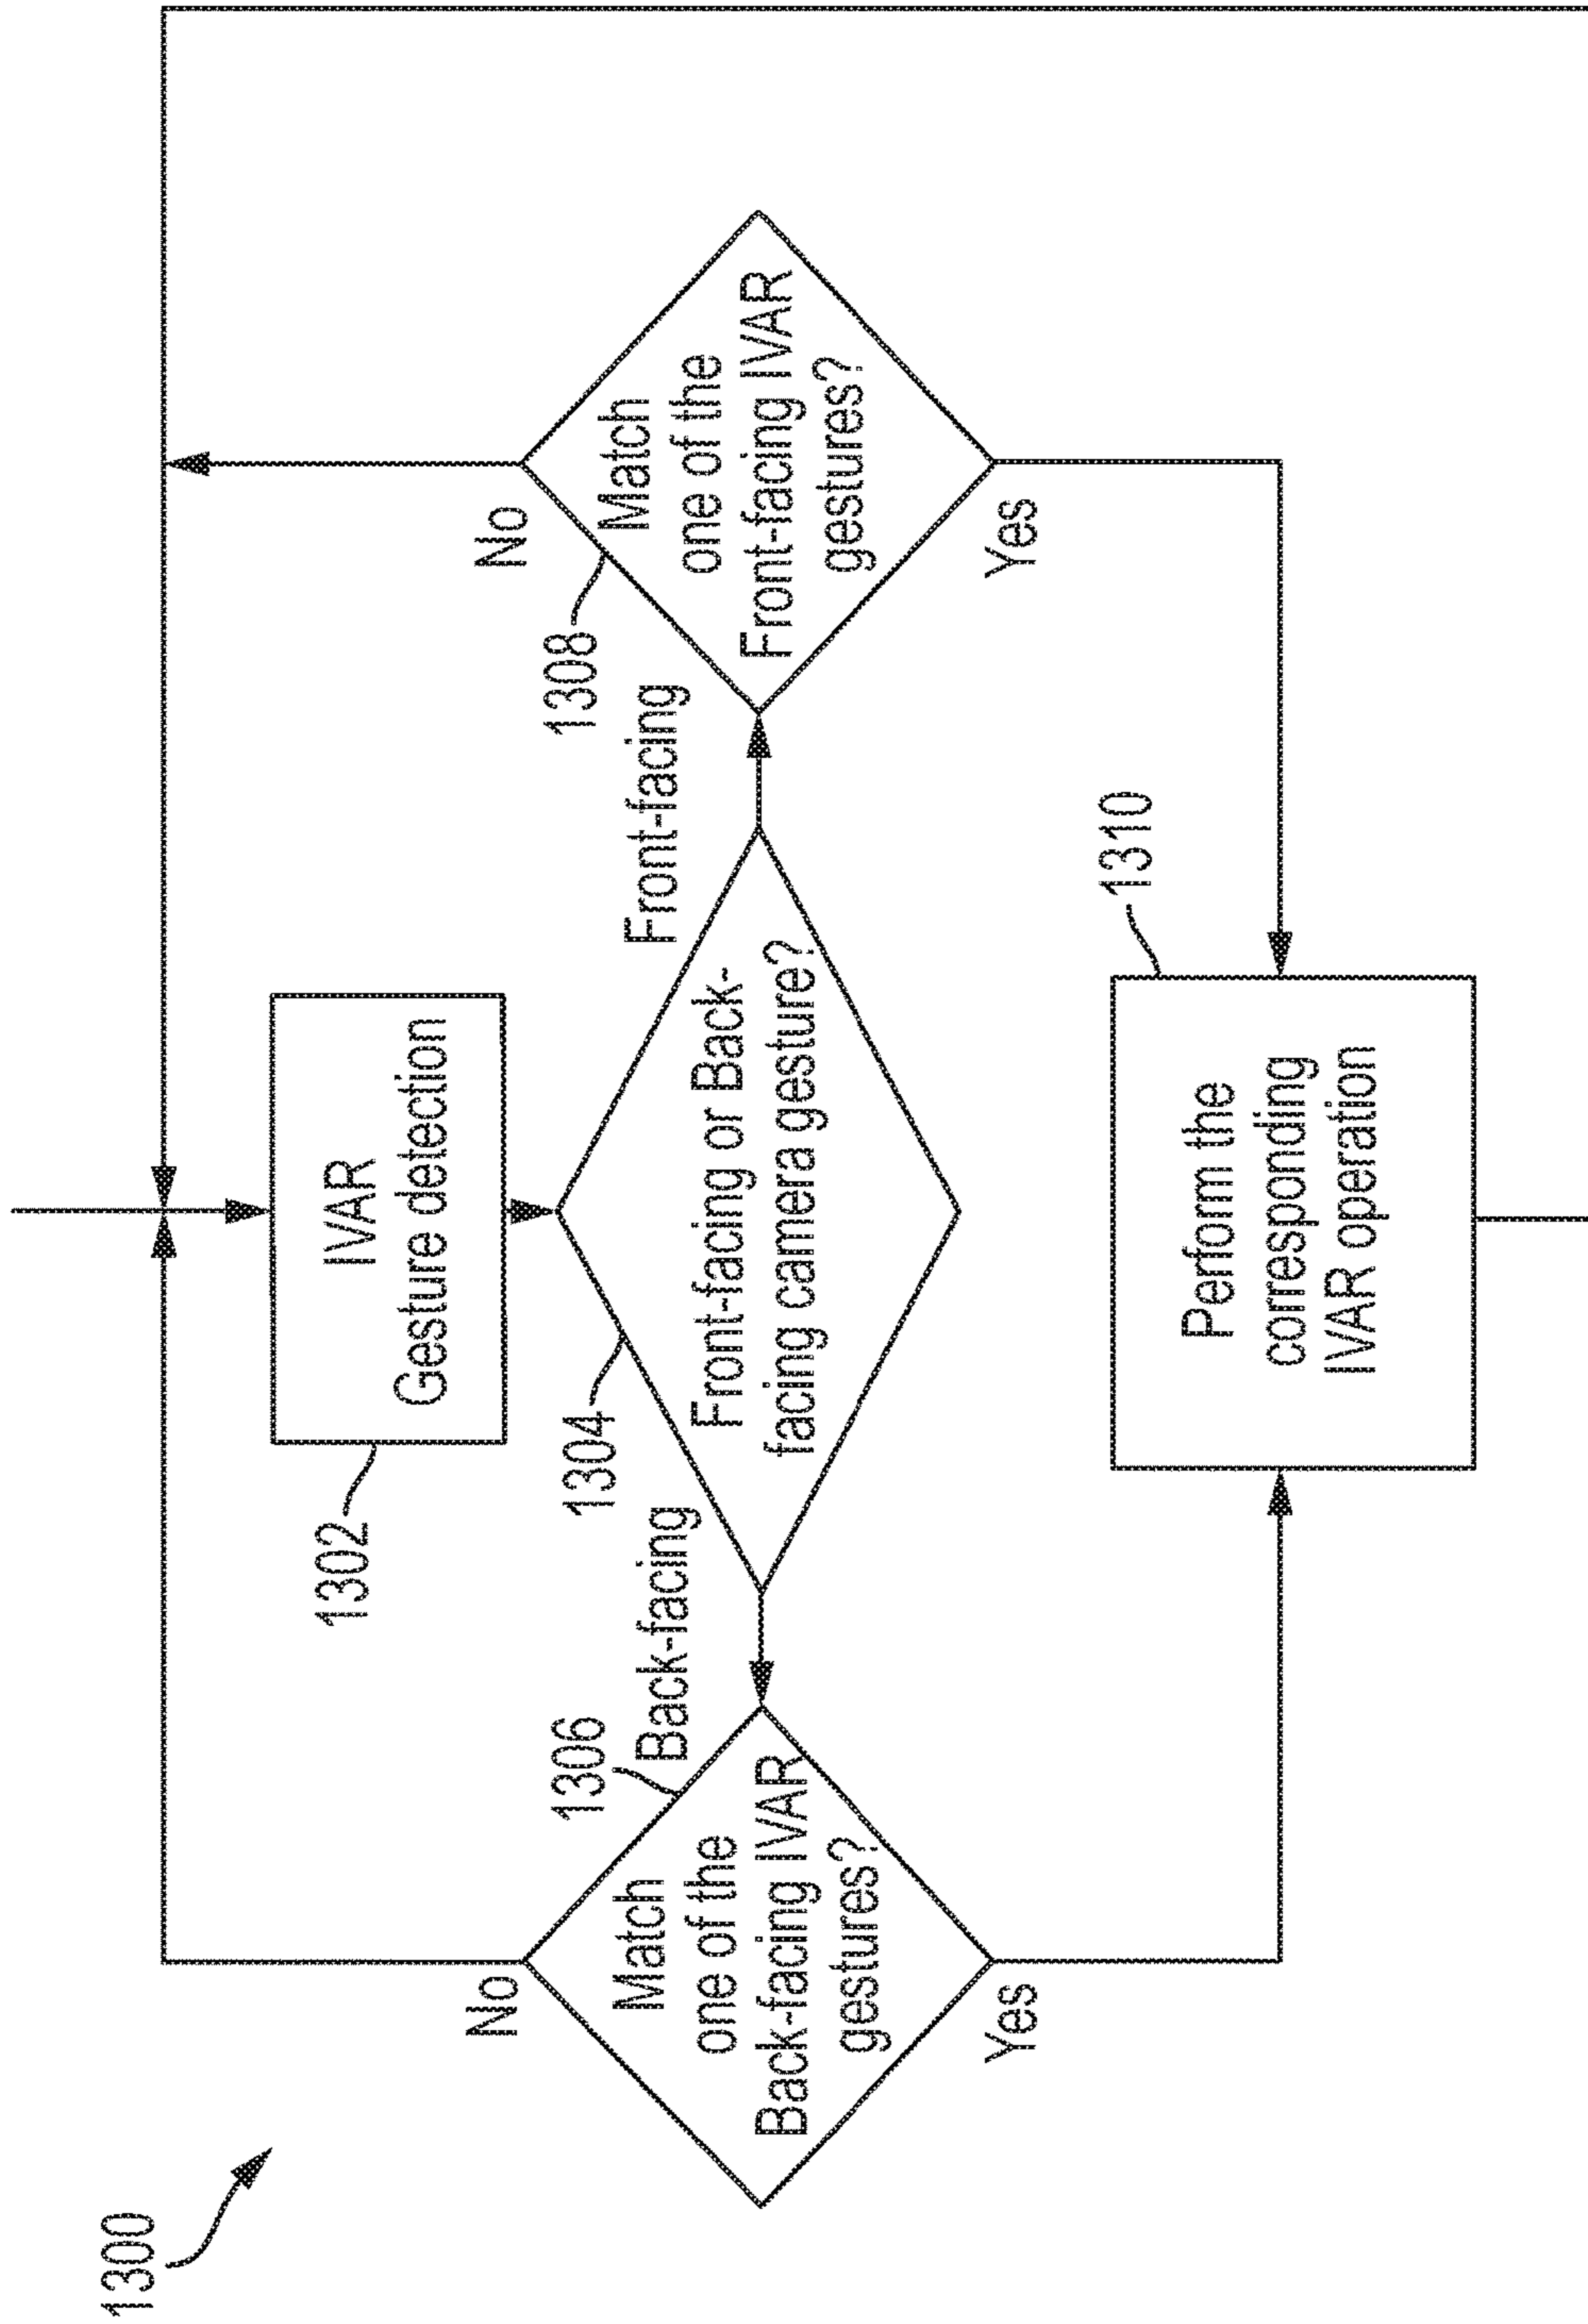 1300
IVAR
Gesture detection
1302
1304
Front-facing or Back-
facing camera gesture?
Back-facing
Front-facing
1306
Match
one of the
Back-facing IVAR
gestures?
No
Yes
1308
Match
one of the
Front-facing IVAR
gestures?
No
Yes
1310
Perform the
corresponding
IVAR operation